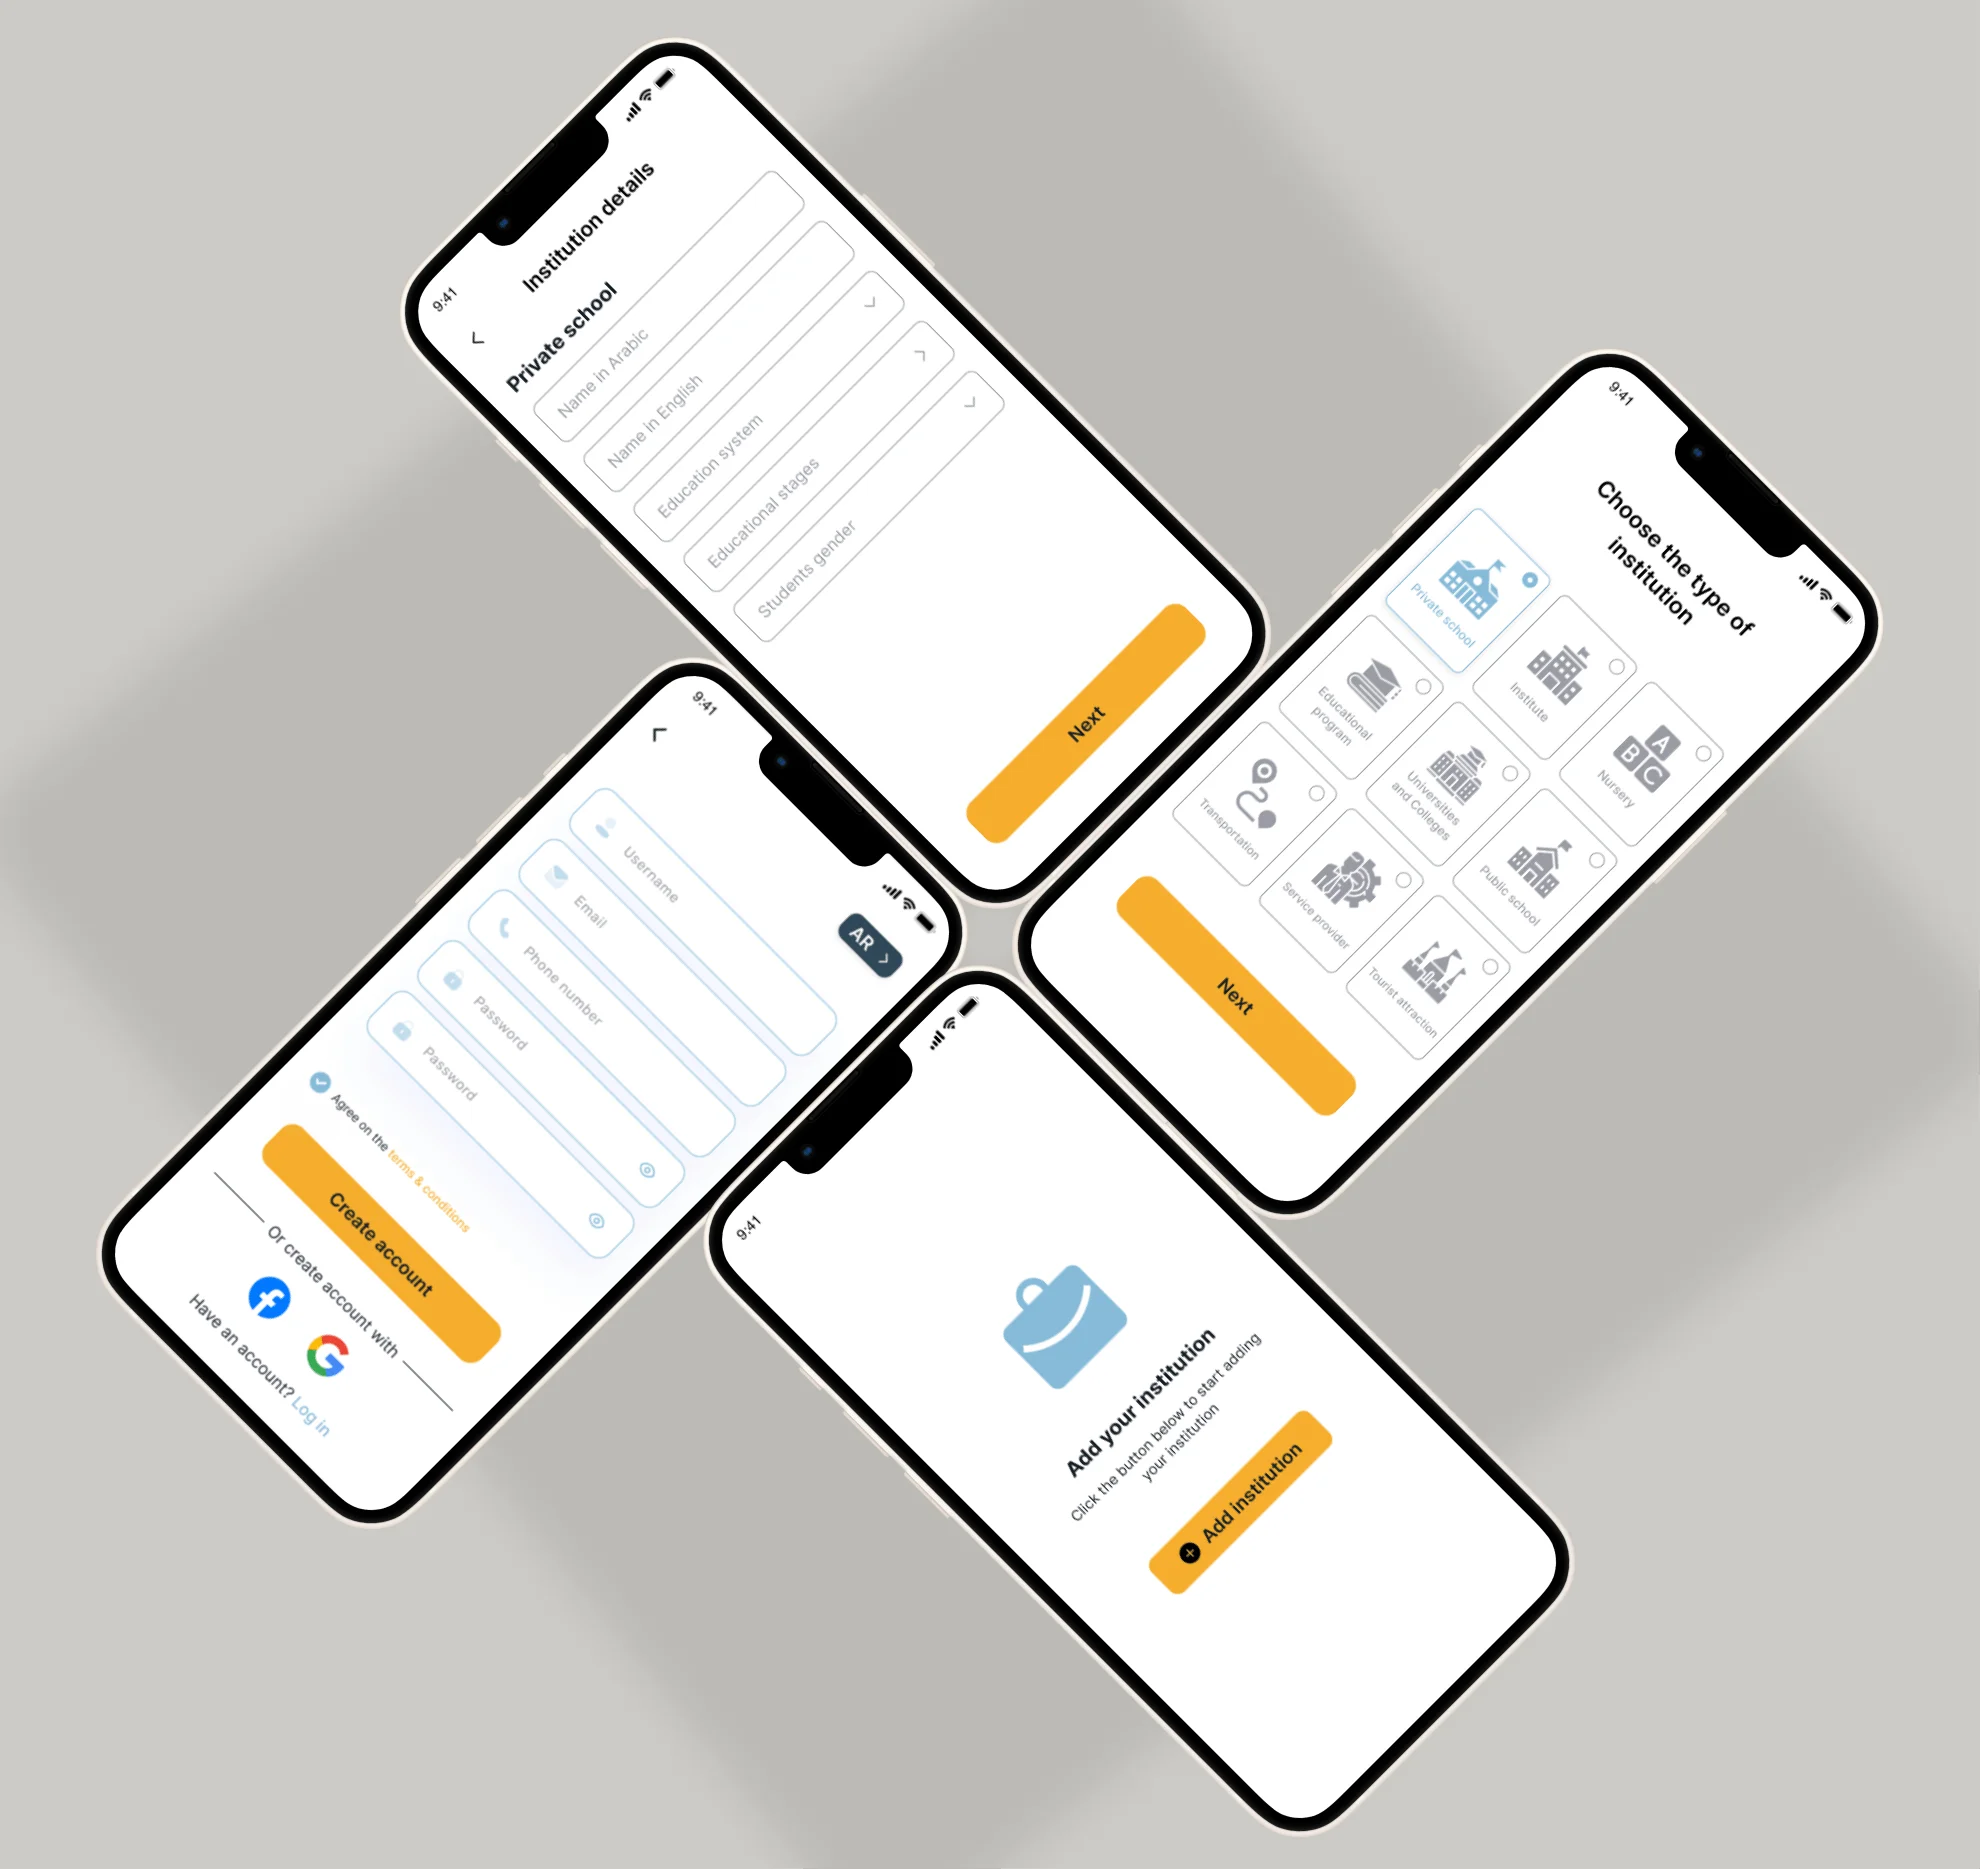 9:41
Institution details
Private school
Name in Arabic
Name in English
Education system
Educational stages
Students gender
Next
9:41
Choose the type of
institution
Private school
Institute
Nursery
Educational
program
Universities
and Colleges
Public school
Transportation
Service provider
Tourist attraction
Next
9:41
AR
Username
Email
Phone number
Password
Password
Agree on the terms & conditions
Create account
Or create account with
Have an account? Log in
9:41
Add your institution
Click the button below to start adding
your institution
Add institution